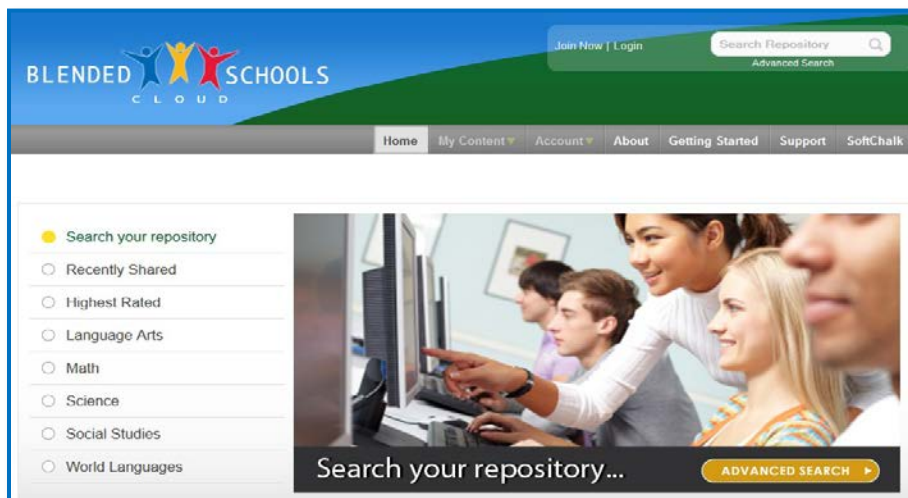 Join Now | Login
Search Repository
Advanced Search
BLENDED SCHOOLS
CLOUD
Home My Content Account About Getting Started Support SoftChalk
Search your repository
Recently Shared
Highest Rated
Language Arts
Math
Science
Social Studies
World Languages
Search your repository...
ADVANCED SEARCH